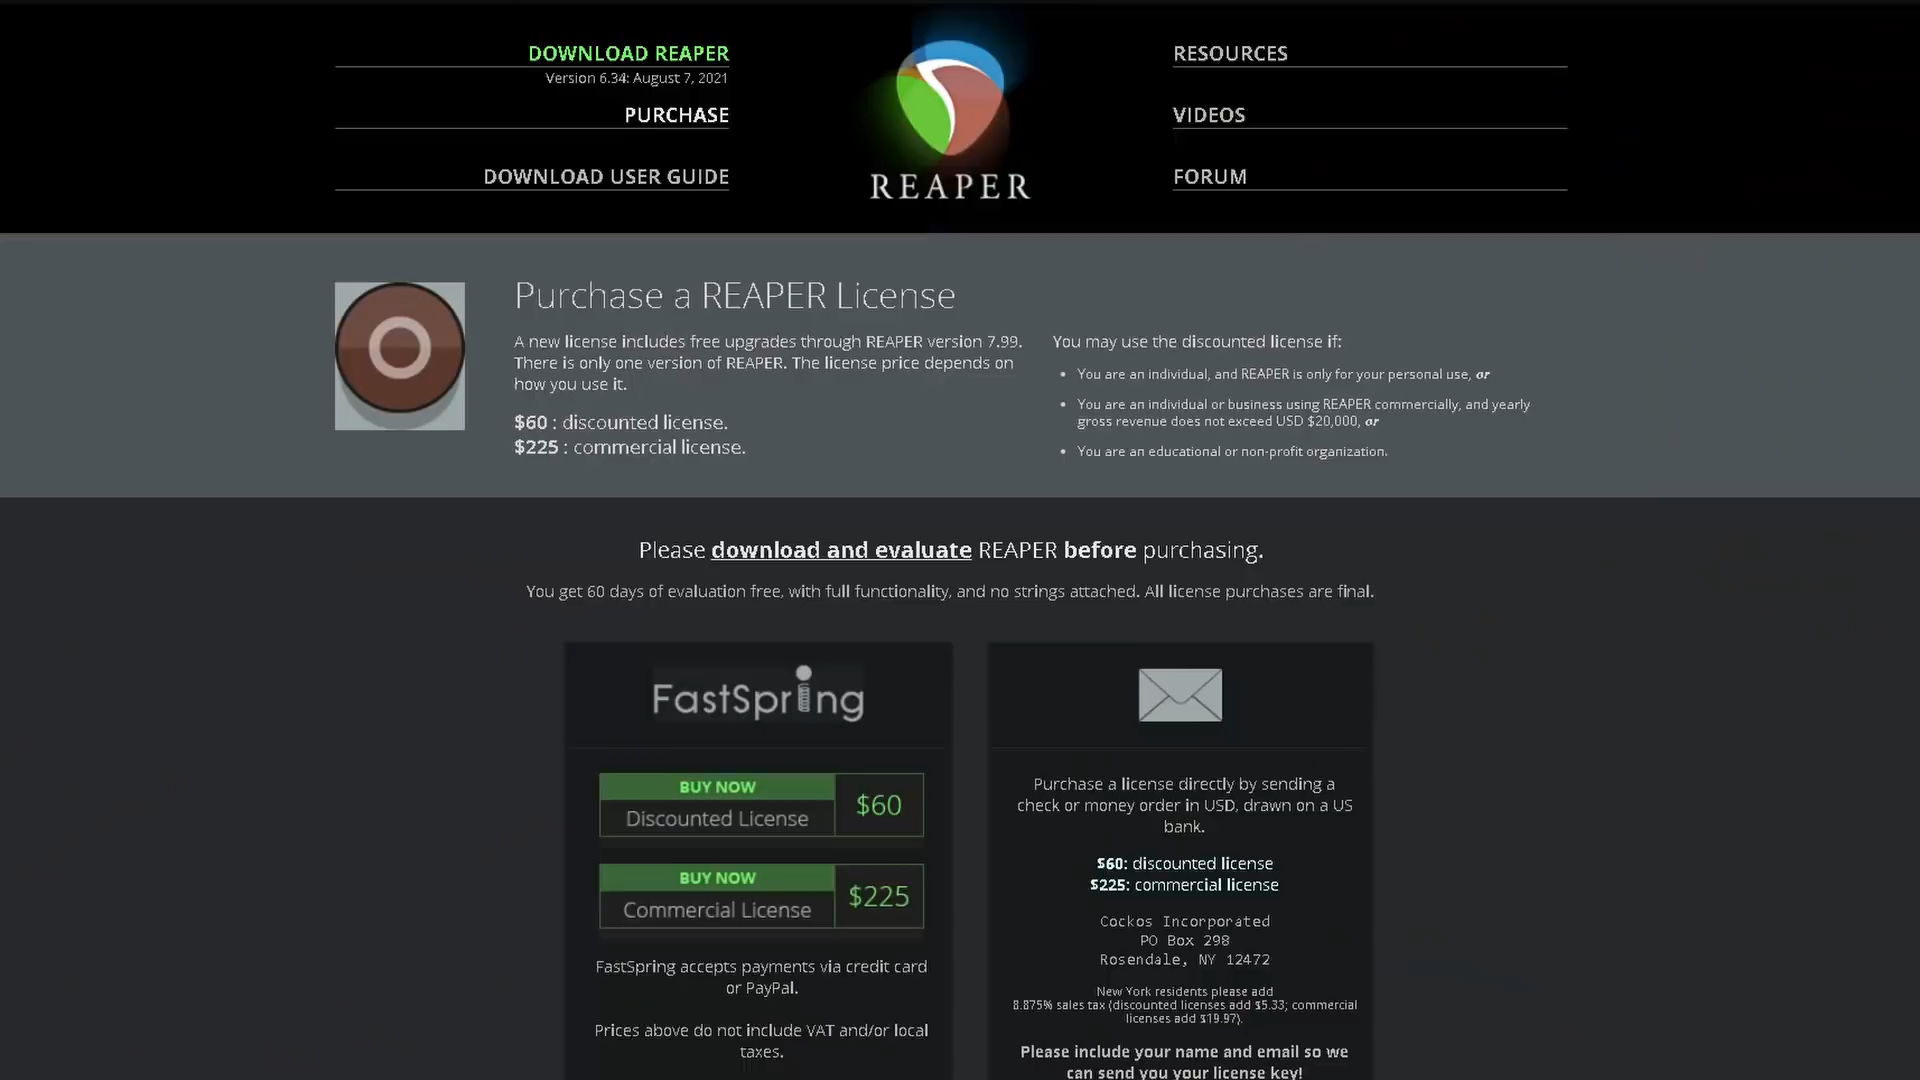 DOWNLOAD REAPER
Version 6.34: August 7, 2021
PURCHASE
DOWNLOAD USER GUIDE
REAPER
RESOURCES
VIDEOS
FORUM
Purchase a REAPER License
A new license includes free upgrades through REAPER version 7.99.
There is only one version of REAPER. The license price depends on
how you use it.
$60 : discounted license.
$225 : commercial license.
You may use the discounted license if:
• You are an individual, and REAPER is only for your personal use, or
• You are an individual or business using REAPER commercially, and yearly
gross revenue does not exceed USD $20,000, or
• You are an educational or non-profit organization.
Please download and evaluate REAPER before purchasing.
You get 60 days of evaluation free, with full functionality, and no strings attached. All license purchases are final.
FastSpring
BUY NOW
Discounted License
$60
BUY NOW
Commercial License
$225
FastSpring accepts payments via credit card
or PayPal.
Prices above do not include VAT and/or local
taxes.
Purchase a license directly by sending a
check or money order in USD, drawn on a US
bank.
$60: discounted license
$225: commercial license
Cockos Incorporated
PO Box 298
Rosendale, NY 12472
New York residents please add
8.875% sales tax (discounted licenses add $5.33; commercial
licenses add $19.97).
Please include your name and email so we
can send you your license key!